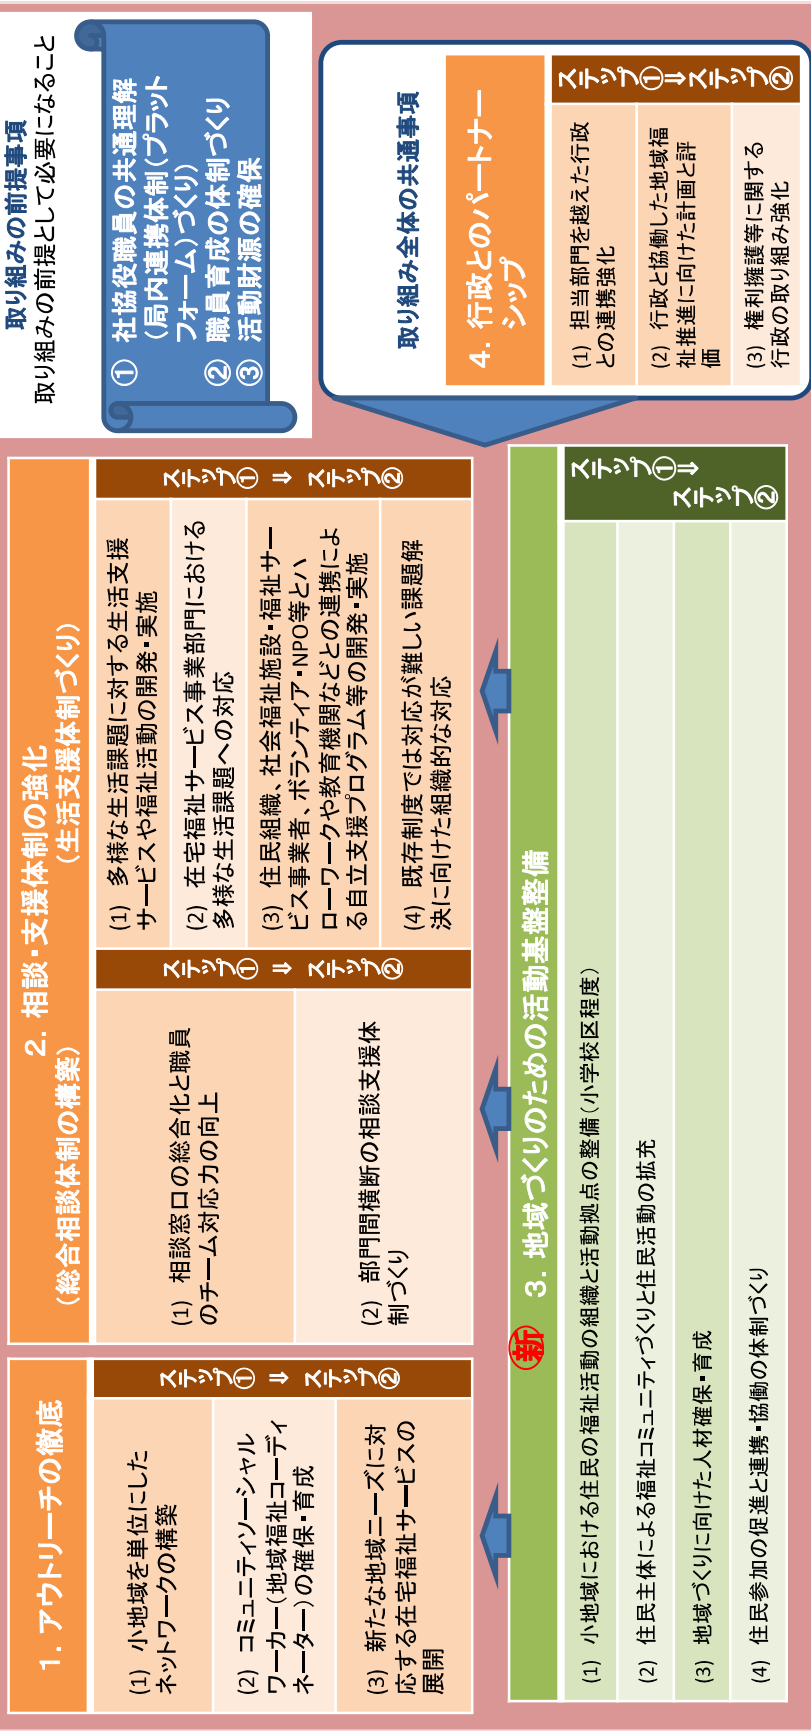 1．アウトリーチの徹底
(1) 小地域を単位にした
ネットワークの構築
(2) コミュニティソーシャル
ワーカー（地域福祉コーディ
ネーター）の確保・育成
(3) 新たな地域ニーズに対
応する在宅福祉サービスの
展開
ステップ① ⇒ ステップ②
2．相談・支援体制の強化
（総合相談体制の構築）
（生活支援体制づくり）
(1) 相談窓口の総合化と職員
のチーム対応力の向上
(2) 部門間横断の相談支援体
制づくり
ステップ① ⇒ ステップ②
(1) 多様な生活課題に対する生活支援
サービスや福祉活動の開発・実施
(2) 在宅福祉サービス事業部門における
多様な生活課題への対応
(3) 住民組織、社会福祉施設・福祉サー
ビス事業者、ボランティア・NPO等とハ
ローワークや教育機関などとの連携によ
る自立支援プログラム等の開発・実施
(4) 既存制度では対応が難しい課題解
決に向けた組織的な対応
ステップ① ⇒ ステップ②
取り組みの前提事項
取り組みの前提として必要になること
① 社協役職員の共通理解
（局内連携体制（プラット
フォーム）づくり）
② 職員育成の体制づくり
③ 活動財源の確保
取り組み全体の共通事項
4．行政とのパートナー
シップ
(1) 担当部門を越えた行政
との連携強化
(2) 行政と協働した地域福
祉推進に向けた計画と評
価
(3) 権利擁護等に関する
行政の取り組み強化
ステップ①⇒ステップ②
新 3．地域づくりのための活動基盤整備
(1) 小地域における住民の福祉活動の組織と活動拠点の整備（小学校区程度）
(2) 住民主体による福祉コミュニティづくりと住民活動の拡充
(3) 地域づくりに向けた人材確保・育成
(4) 住民参加の促進と連携・協働の体制づくり
ステップ①⇒
ステップ②